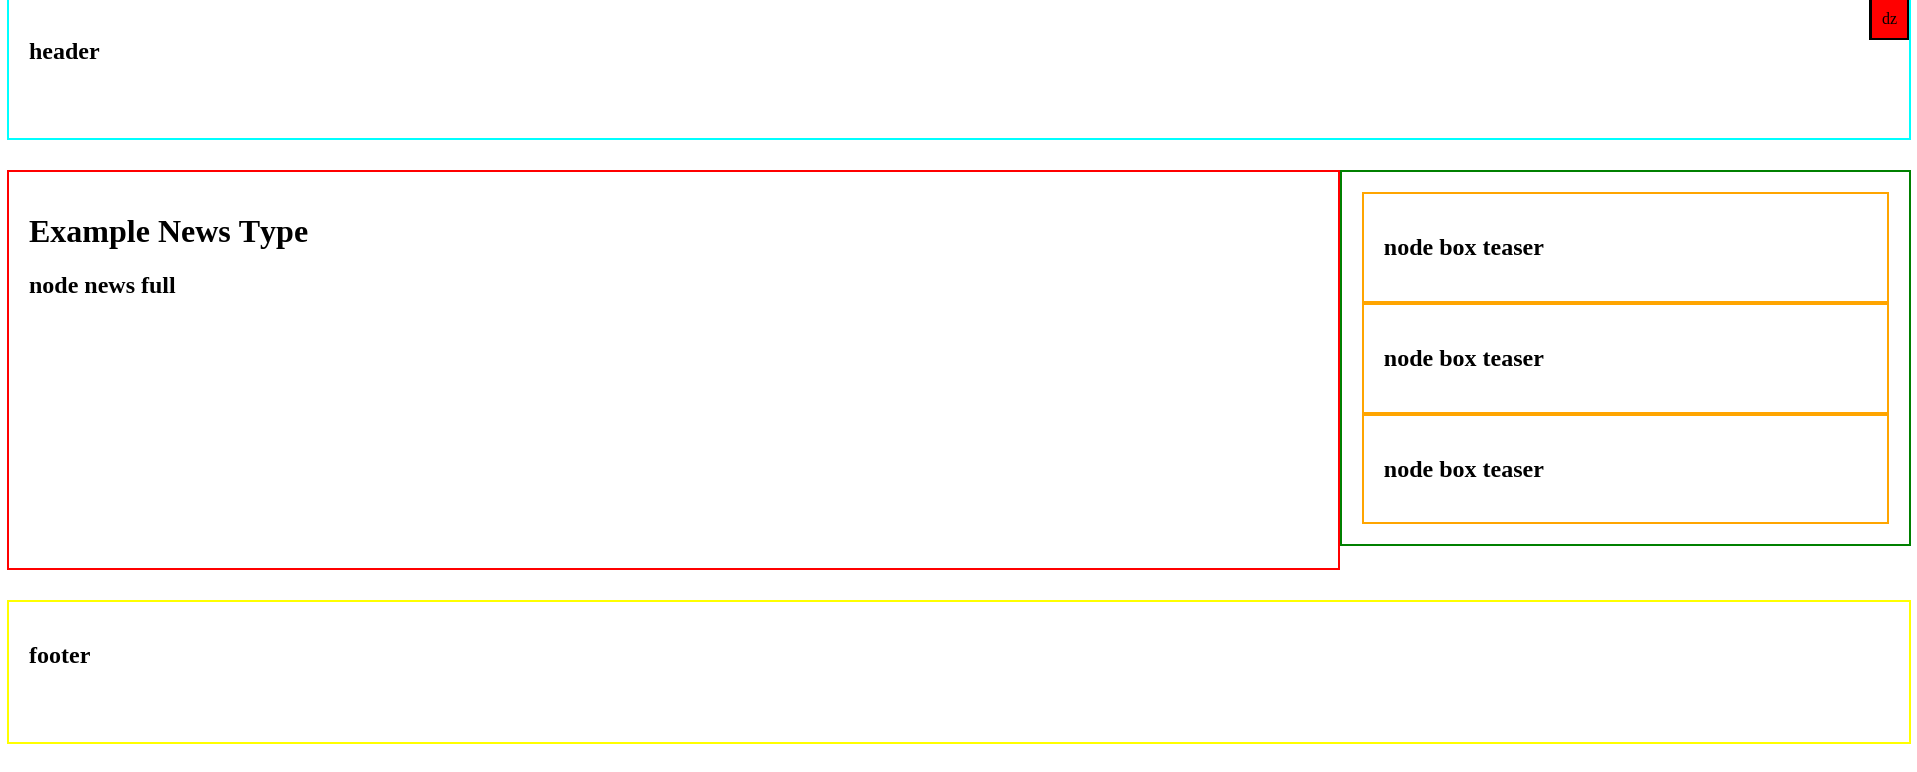 dz
header
Example News Type
node news full
node box teaser
node box teaser
node box teaser
footer